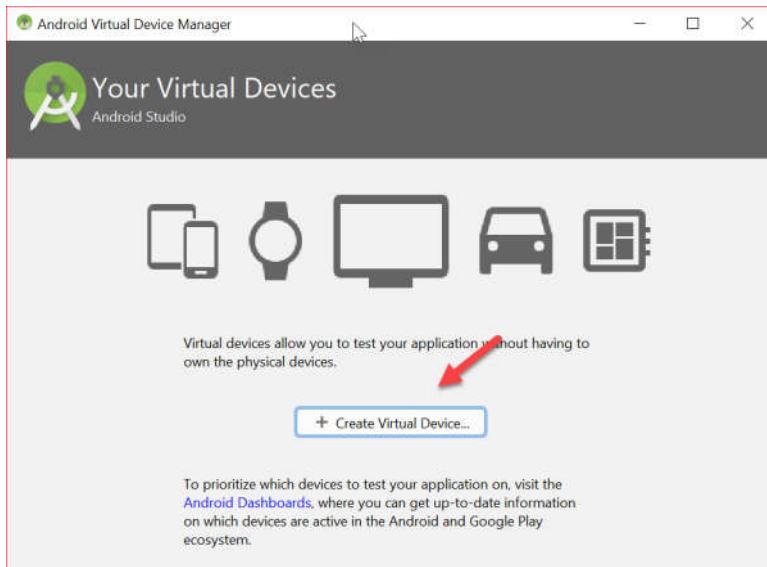 Android Virtual Device Manager
Your Virtual Devices
Android Studio
Virtual devices allow you to test your application without having to
own the physical devices.
+ Create Virtual Device...
To prioritize which devices to test your application on, visit the
Android Dashboards, where you can get up-to-date information
on which devices are active in the Android and Google Play
ecosystem.